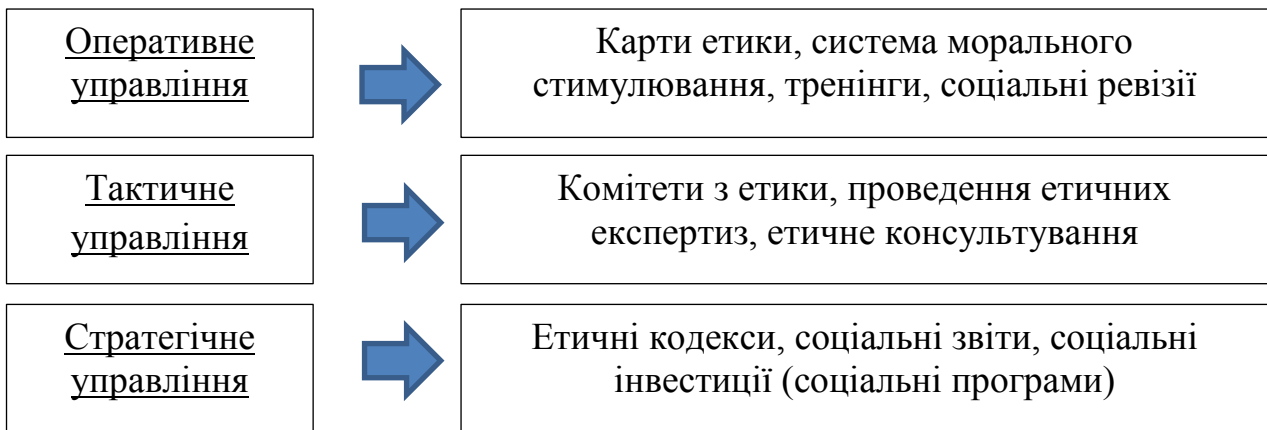 Оперативне
управління
Карти етики, система морального
стимулювання, тренінги, соціальні ревізії
Тактичне
управління
Комітети з етики, проведення етичних
експертиз, етичне консультування
Стратегічне
управління
Етичні кодекси, соціальні звіти, соціальні
інвестиції (соціальні програми)